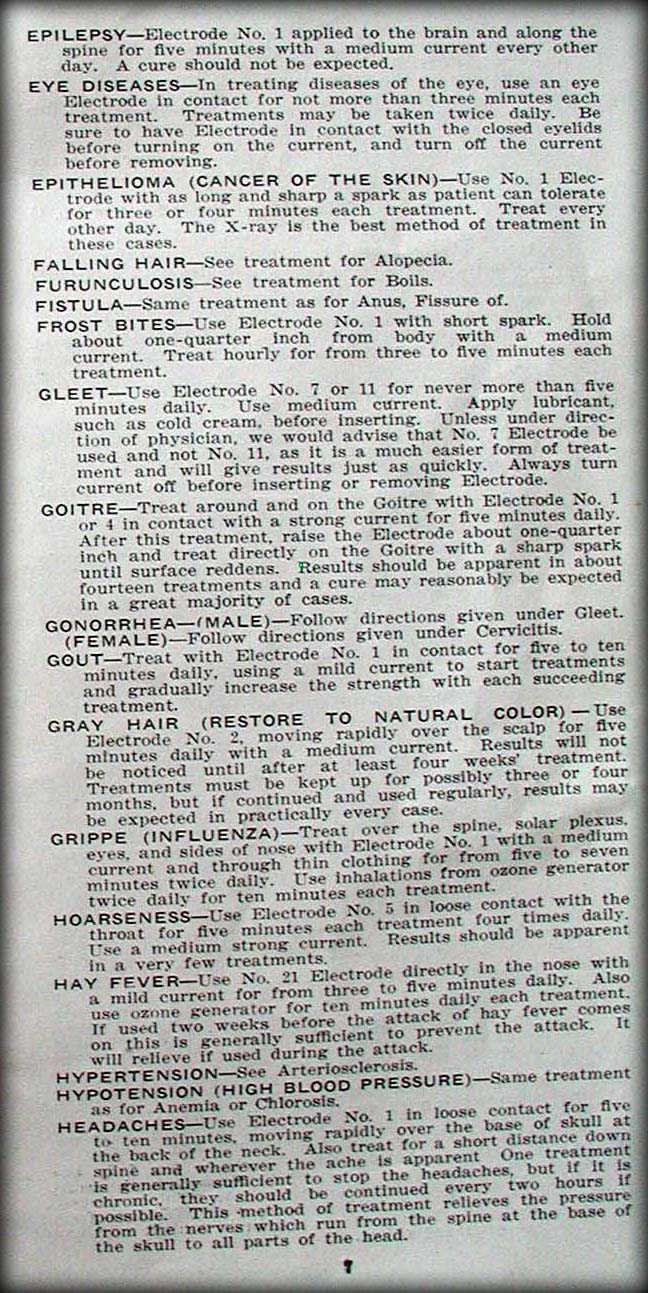 EPILEPSY—Electrode No. 1 applied to the brain and along the
spine for five minutes with a medium current every other
day. A cure should not be expected.
EYE DISEASES—In treating diseases of the eye, use an eye
Electrode in contact for not more than three minutes each
treatment. Treatments may be taken twice daily. Be
sure to have Electrode in contact with the closed eyelids
before turning on the current, and turn off the current
before removing.
EPITHELIOMA (CANCER OF THE SKIN)—Use No. 1 Elec-
trode with as long and sharp a spark as patient can tolerate
for three or four minutes each treatment. Treat every
other day. The X-ray is the best method of treatment in
these cases.
FALLING HAIR—See treatment for Alopecia.
FURUNCULOSIS—See treatment for Boils.
FISTULA—Same treatment as for Anus, Fissure of.
FROST BITES—Use Electrode No. 1 with short spark. Hold
about one-quarter inch from body with a medium
current. Treat hourly for from three to five minutes each
treatment.
GLEET—Use Electrode No. 7 or 11 for never more than five
minutes daily. Use medium current. Apply lubricant,
such as cold cream, before inserting. Unless under direc-
tion of physician, we would advise that No. 7 Electrode be
used and not No. 11, as it is a much easier form of treat-
ment and will give results just as quickly. Always turn
current off before inserting or removing Electrode.
GOITRE—Treat around and on the Goitre with Electrode No. 1
or 4 in contact with a strong current for five minutes daily.
After this treatment, raise the Electrode about one-quarter
inch and treat directly on the Goitre with a sharp spark
until surface reddens. Results should be apparent in about
fourteen treatments and a cure may reasonably be expected
in a great majority of cases.
GONORRHEA—(MALE)—Follow directions given under Gleet.
(FEMALE)—Follow directions given under Cervicitis.
GOUT—Treat with Electrode No. 1 in contact for five to ten
minutes daily, using a mild current to start treatments
and gradually increase the strength with each succeeding
treatment.
GRAY HAIR (RESTORE TO NATURAL COLOR)—Use
Electrode No. 2, moving rapidly over the scalp for five
minutes daily with a medium current. Results will not
be noticed until after at least four weeks' treatment.
Treatments must be kept up for possibly three or four
months, but if continued and used regularly, results may
be expected in practically every case.
GRIPPE (INFLUENZA)—Treat over the spine, solar plexus,
eyes, and sides of nose with Electrode No. 1 with a medium
current and through thin clothing for from five to seven
minutes twice daily. Use inhalations from ozone generator
twice daily for ten minutes each treatment.
HOARSENESS—Use Electrode No. 5 in loose contact with the
throat for five minutes each treatment four times daily.
Use a medium strong current. Results should be apparent
in a very few treatments.
HAY FEVER—Use No. 21 Electrode directly in the nose with
a mild current for from three to five minutes daily. Also
use ozone generator for ten minutes daily each treatment.
If used two weeks before the attack of hay fever comes
on this is generally sufficient to prevent the attack. It
will relieve if used during the attack.
HYPERTENSION—See Arteriosclerosis.
HYPOTENSION (HIGH BLOOD PRESSURE)—Same treatment
as for Anemia or Chlorosis.
HEADACHES—Use Electrode No. 1 in loose contact for five
to ten minutes, moving rapidly over the base of skull at
the back of the neck. Also treat for a short distance down
spine and wherever the ache is apparent One treatment
is generally sufficient to stop the headaches, but if it is
chronic, they should be continued every two hours if
possible. This method of treatment relieves the pressure
from the nerves which run from the spine at the base of
the skull to all parts of the head.
7